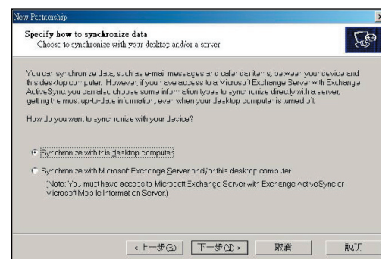 New Partnership
Specify how to synchronize data
Choose to synchronize with your desktop and/or a server
You can synchronize data, such as e-mail messages and calendar items, between your device and
this desktop computer. However, if you have access to a Microsoft Exchange Server with Exchange
ActiveSync, you can also choose some information types to synchronize directly with a server,
getting the most up-to-date information, even when your desktop computer is turned off.
How do you want to synchronize with your device?
Synchronize with this desktop computer
Synchronize with Microsoft Exchange Server and/or this desktop computer
(Note: You must have access to Microsoft Exchange Server with Exchange ActiveSync or
Microsoft Mobile Information Server.)
< 上一步(B) 下一步(N) > 取消 說明